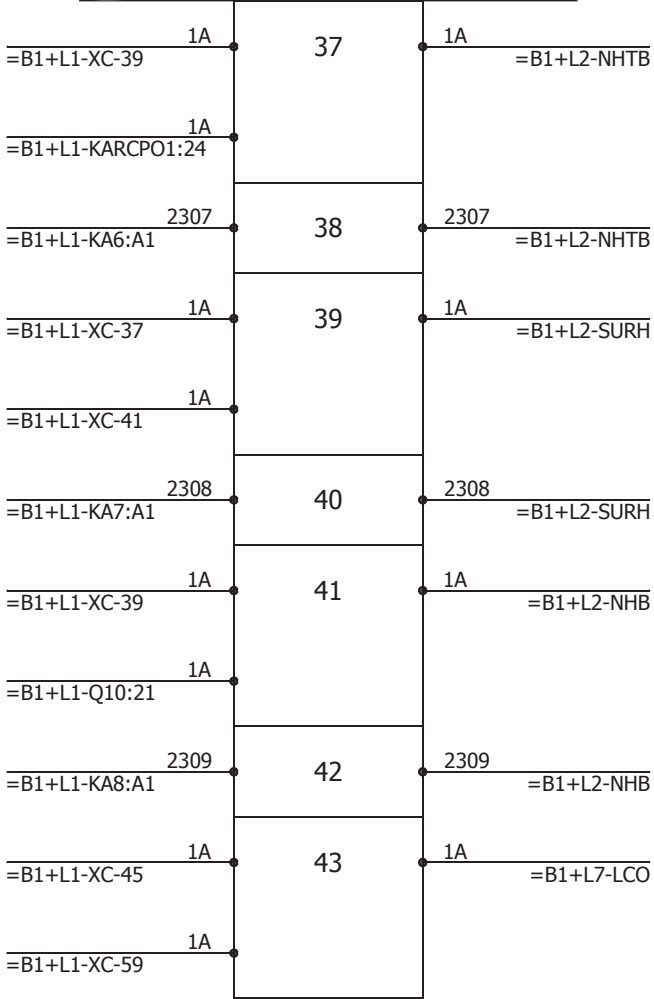 1A 37 1A
=B1+L1-XC-39 =B1+L2-NHTB
1A
=B1+L1-KARCPO1:24
2307 38 2307
=B1+L1-KA6:A1 =B1+L2-NHTB
1A 39 1A
=B1+L1-XC-37 =B1+L2-SURH
1A
=B1+L1-XC-41
2308 40 2308
=B1+L1-KA7:A1 =B1+L2-SURH
1A 41 1A
=B1+L1-XC-39 =B1+L2-NHB
1A
=B1+L1-Q10:21
2309 42 2309
=B1+L1-KA8:A1 =B1+L2-NHB
1A 43 1A
=B1+L1-XC-45 =B1+L7-LCO
1A
=B1+L1-XC-59